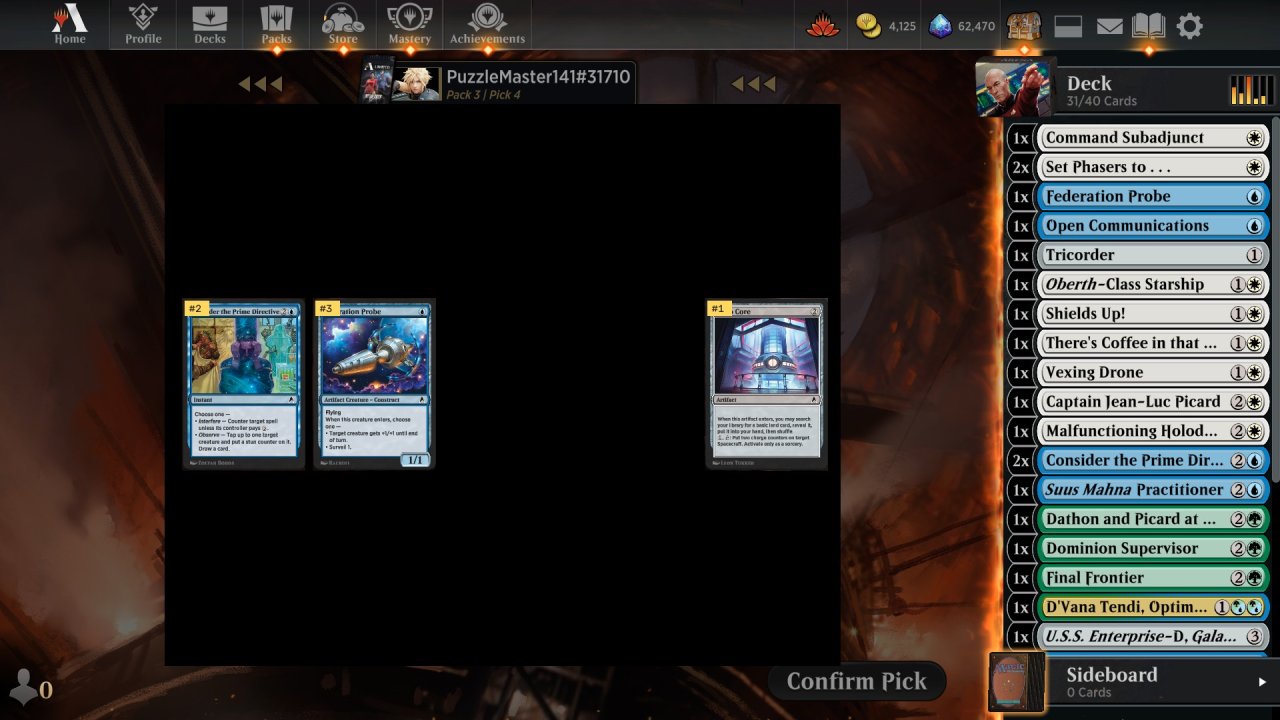 Home
Profile
Decks
Packs
Store
Mastery
Achievements
4,125
62,470
PuzzleMaster141#31710
Pack 3 | Pick 4
Deck
31/40 Cards
1x Command Subadjunct
2x Set Phasers to . . .
1x Federation Probe
1x Open Communications
1x Tricorder 1
1x Oberth-Class Starship 1
1x Shields Up! 1
1x There's Coffee in that ... 1
1x Vexing Drone 1
1x Captain Jean-Luc Picard 2
1x Malfunctioning Holod... 2
2x Consider the Prime Dir... 2
1x Suus Mahna Practitioner 2
1x Dathon and Picard at ... 2
1x Dominion Supervisor 2
1x Final Frontier 2
1x D'Vana Tendi, Optim... 1
1x U.S.S. Enterprise-D, Gala... 3
#2
der the Prime Directive 2
Instant
Choose one —
• Interfere — Counter target spell
unless its controller pays
• Observe — Tap up to one target
creature and put a stun counter on it.
Draw a card.
#3
ration Probe
Artifact Creature - Construct
Flying
When this creature enters, choose
one —
• Target creature gets +1/+1 until end
of turn.
• Surveil 1.
1/1
#1
Core 2
Artifact
When this artifact enters, you may search
your library for a basic land card, reveal it,
put it into your hand, then shuffle
: Put two charge counters on target
Spacecraft. Activate only as a sorcery.
Confirm Pick
0
Sideboard
0 Cards